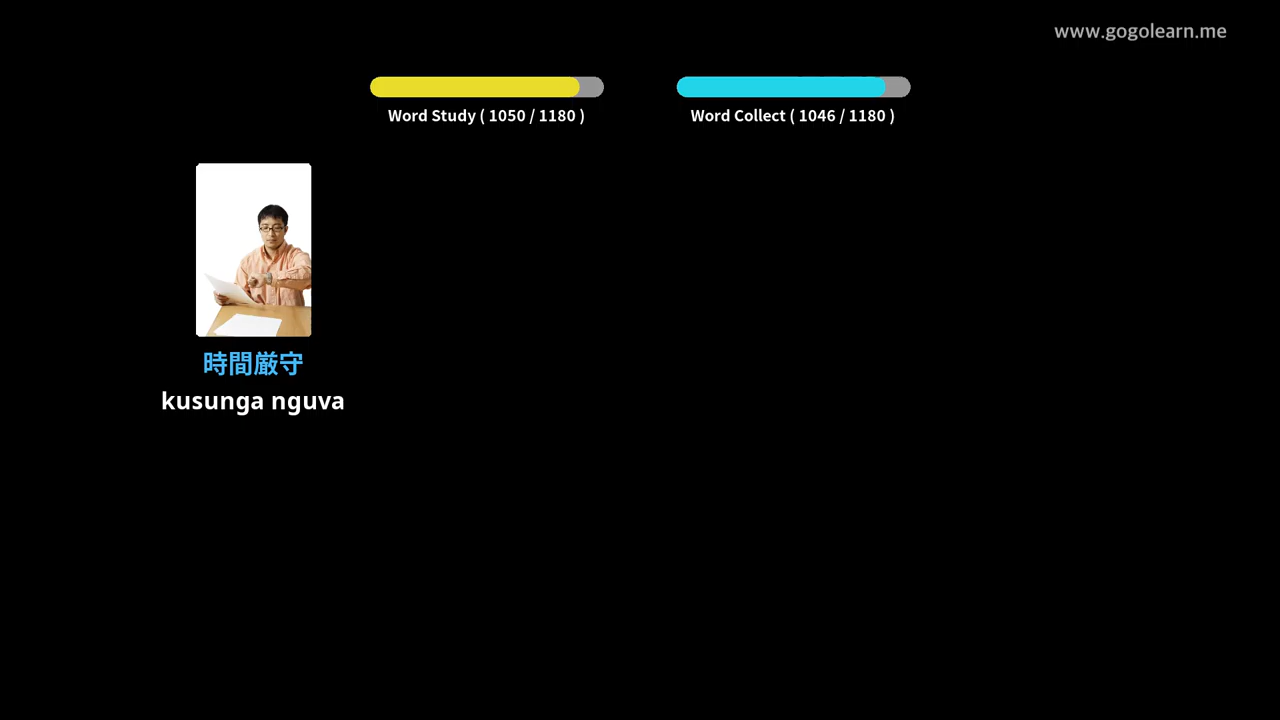 www.gogolearn.me
Word Study ( 1050 / 1180 )
Word Collect ( 1046 / 1180 )
時間厳守
kusunga nguva